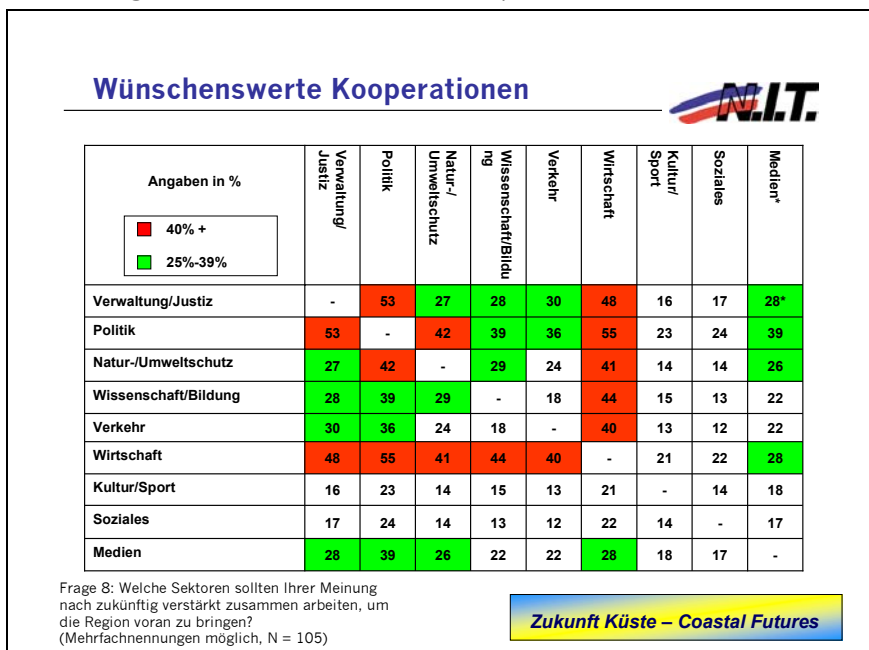 Wünschenswerte Kooperationen
N.I.T.
Angaben in %
40% +
25%-39%
Verwaltung/
Justiz
Politik
Natur-/
Umweltschutz
Wissenschaft/Bildu
ng
Verkehr
Wirtschaft
Kultur/
Sport
Soziales
Medien*
Verwaltung/Justiz - 53 27 28 30 48 16 17 28*
Politik 53 - 42 39 36 55 23 24 39
Natur-/Umweltschutz 27 42 - 29 24 41 14 14 26
Wissenschaft/Bildung 28 39 29 - 18 44 15 13 22
Verkehr 30 36 24 18 - 40 13 12 22
Wirtschaft 48 55 41 44 40 - 21 22 28
Kultur/Sport 16 23 14 15 13 21 - 14 18
Soziales 17 24 14 13 12 22 14 - 17
Medien 28 39 26 22 22 28 18 17 -
Frage 8: Welche Sektoren sollten Ihrer Meinung
nach zukünftig verstärkt zusammen arbeiten, um
die Region voran zu bringen?
(Mehrfachnennungen möglich, N = 105)
Zukunft Küste – Coastal Futures